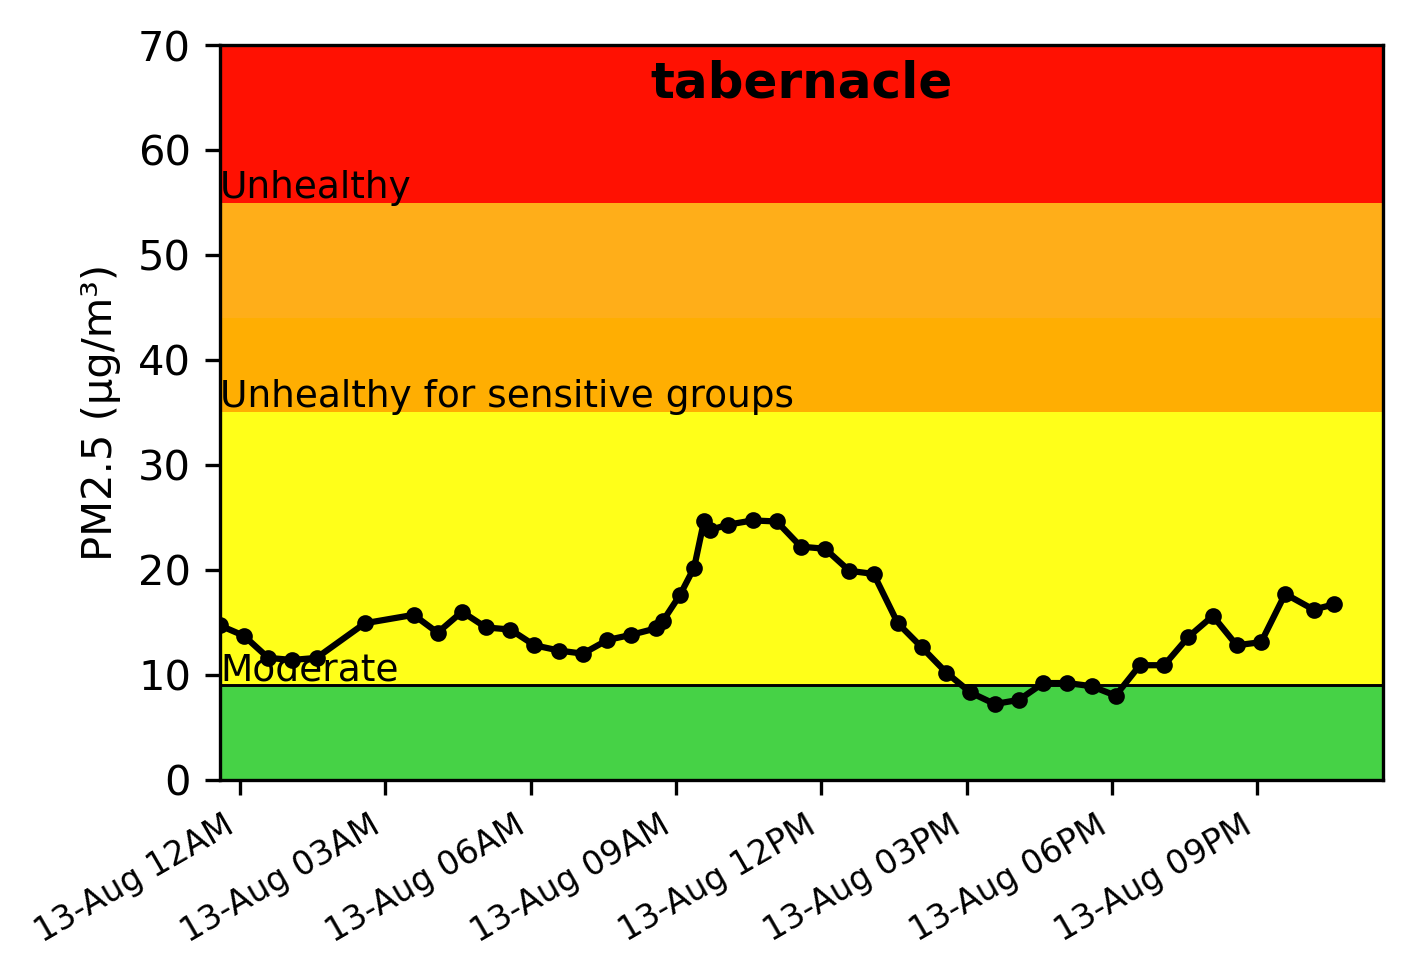 tabernacle
70
60
50
40
30
20
10
0
PM2.5 (µg/m³)
Unhealthy
Unhealthy for sensitive groups
Moderate
13-Aug 12AM
13-Aug 03AM
13-Aug 06AM
13-Aug 09AM
13-Aug 12PM
13-Aug 03PM
13-Aug 06PM
13-Aug 09PM